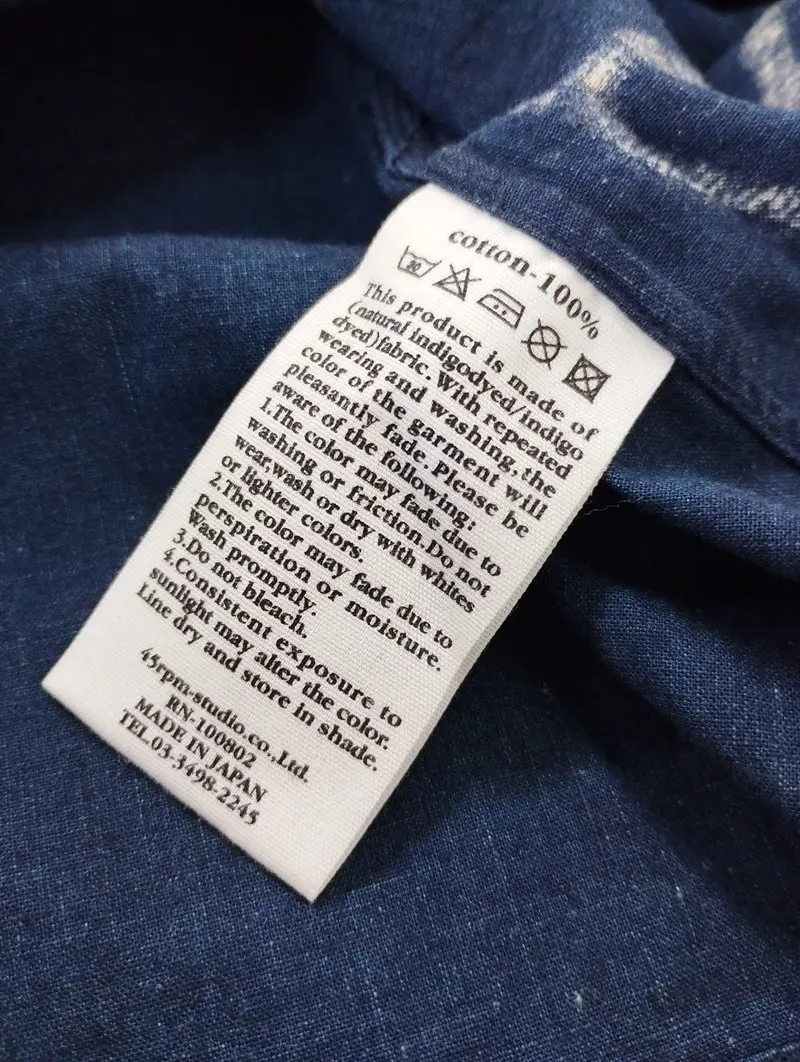 cotton-100%
30
This product is made of
(natural indigodyed/indigo
dyed)fabric. With repeated
wearing and washing, the
color of the garment will
pleasantly fade. Please be
aware of the following:
1.The color may fade due to
washing or friction.Do not
wear,wash or dry with whites
or lighter colors.
2.The color may fade due to
perspiration or moisture.
Wash promptly.
3.Do not bleach.
4.Consistent exposure to
sunlight may alter the color.
Line dry and store in shade.
45rpm-studio.co.,Ltd.
RN-100802
MADE IN JAPAN
TEL.03-3498-2245